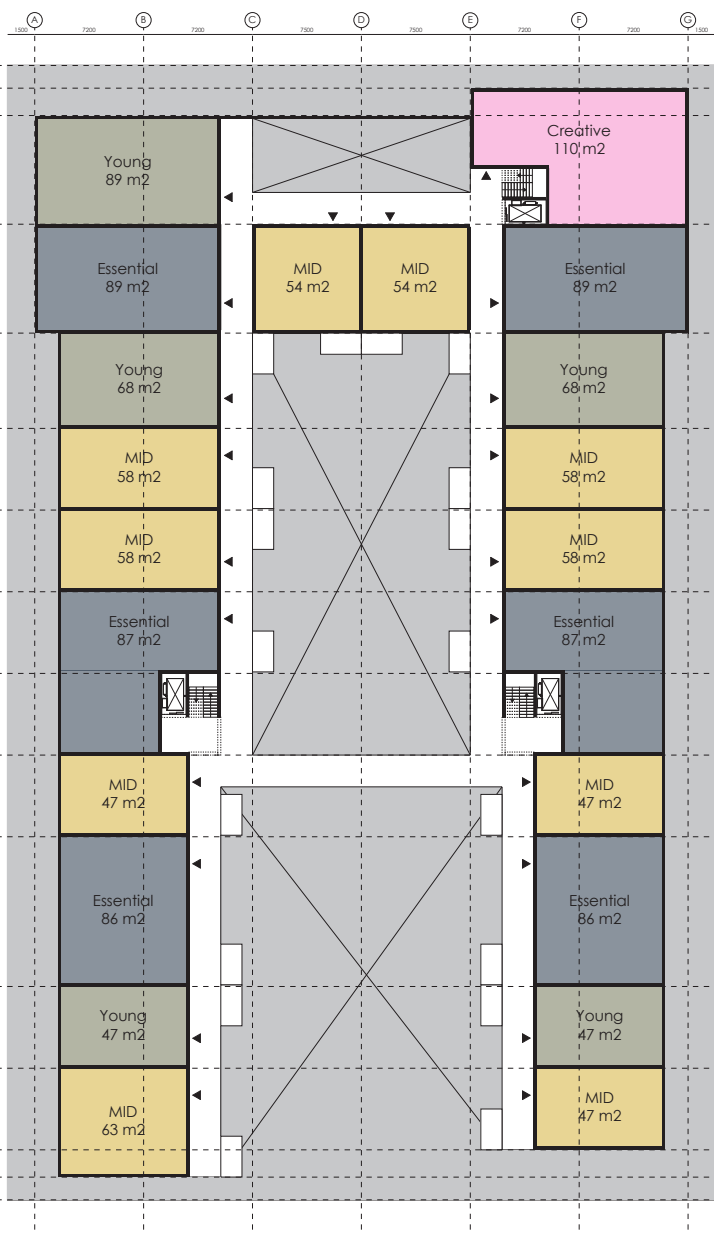 A B C D E F G
1500 7200 7200 7500 7500 7200 7200 1500
Creative
110 m2
Young
89 m2
Essential
89 m2
MID
54 m2
MID
54 m2
Essential
89 m2
Young
68 m2
Young
68 m2
MID
58 m2
MID
58 m2
MID
58 m2
MID
58 m2
Essential
87 m2
Essential
87 m2
MID
47 m2
MID
47 m2
Essential
86 m2
Essential
86 m2
Young
47 m2
Young
47 m2
MID
63 m2
MID
47 m2